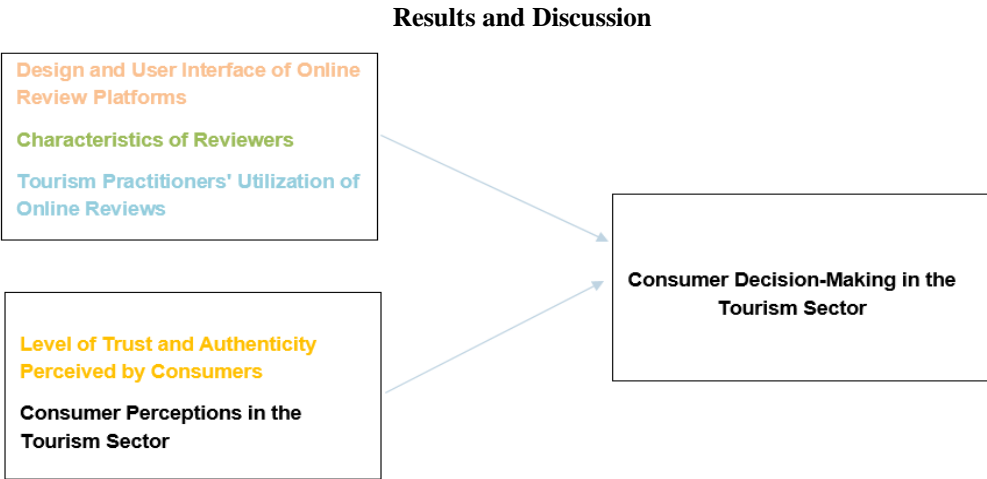 Results and Discussion
Design and User Interface of Online
Review Platforms
Characteristics of Reviewers
Tourism Practitioners' Utilization of
Online Reviews
Level of Trust and Authenticity
Perceived by Consumers
Consumer Perceptions in the
Tourism Sector
Consumer Decision-Making in the
Tourism Sector